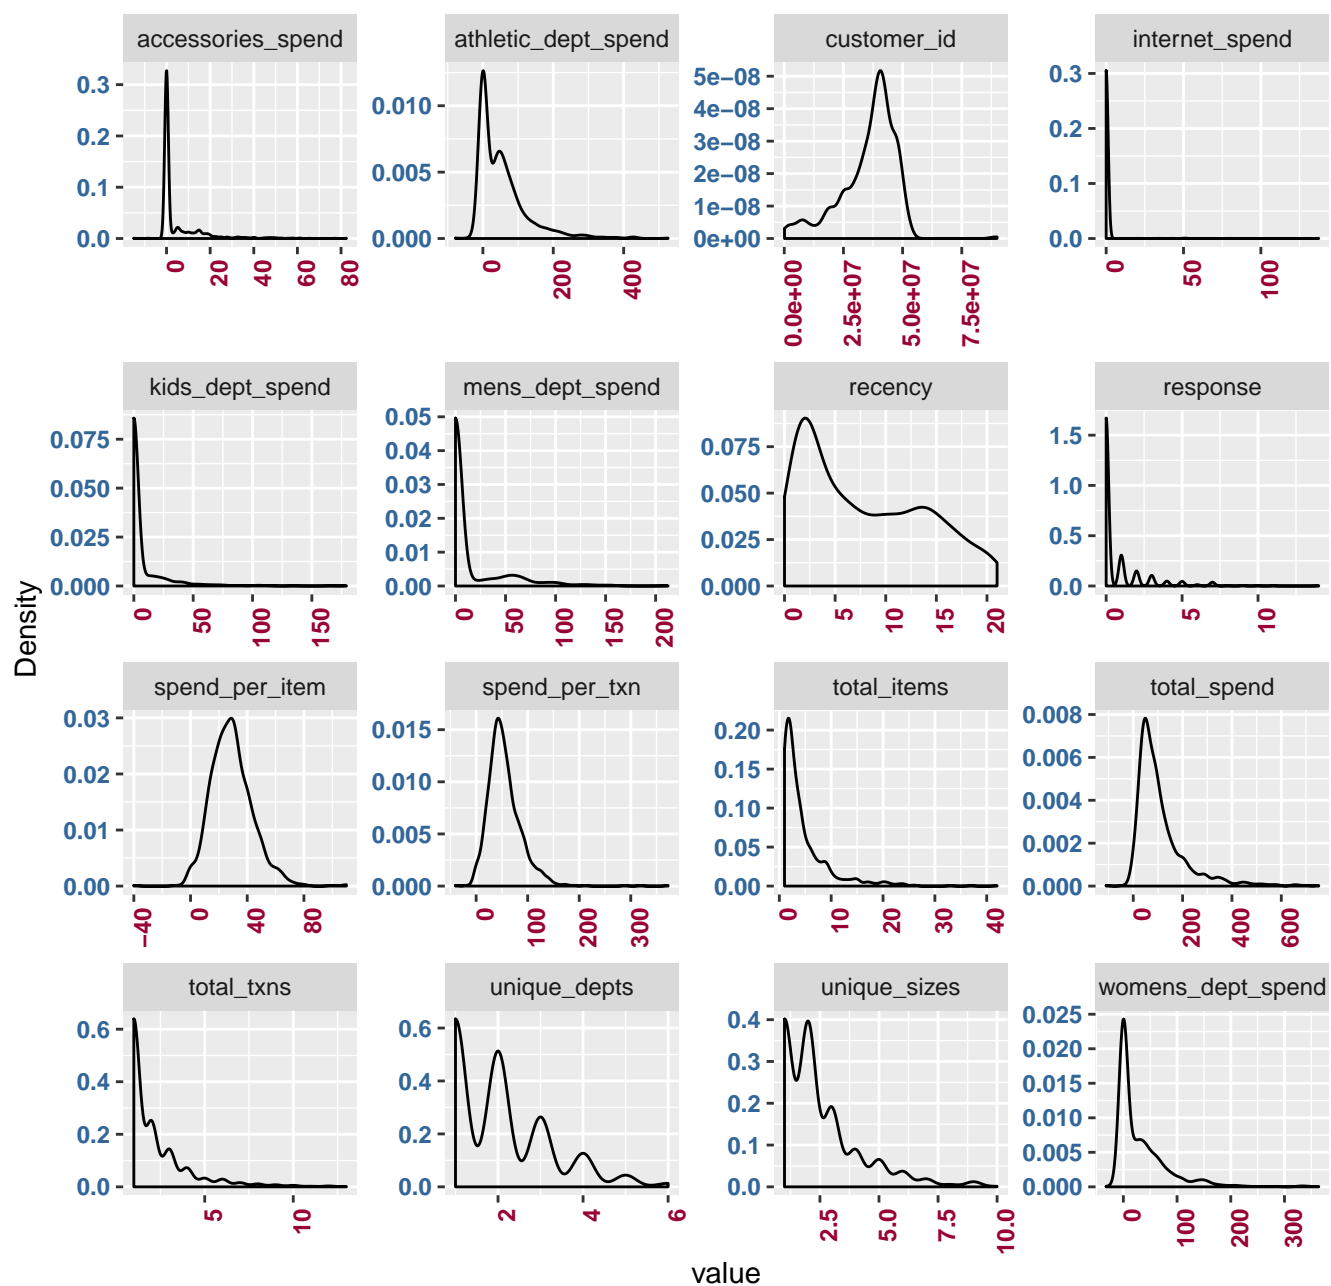 accessories_spend athletic_dept_spend customer_id internet_spend
0.3
0.2
0.1
0.0
0 20 40 60 80
0.010
0.005
0.000
0 200 400
5e−08
4e−08
3e−08
2e−08
1e−08
0e+00
0.0e+00 2.5e+07 5.0e+07 7.5e+07
0.3
0.2
0.1
0.0
0 50 100
kids_dept_spend mens_dept_spend recency response
0.075
0.050
0.025
0.000
0 50 100 150
0.05
0.04
0.03
0.02
0.01
0.00
0 50 100 150 200
0.075
0.050
0.025
0.000
0 5 10 15 20
1.5
1.0
0.5
0.0
0 5 10
Density
spend_per_item spend_per_txn total_items total_spend
0.03
0.02
0.01
0.00
−40 0 40 80
0.015
0.010
0.005
0.000
0 100 200 300
0.20
0.15
0.10
0.05
0.00
0 10 20 30 40
0.008
0.006
0.004
0.002
0.000
0 200 400 600
total_txns unique_depts unique_sizes womens_dept_spend
0.6
0.4
0.2
0.0
5 10
0.6
0.4
0.2
0.0
2 4 6
0.4
0.3
0.2
0.1
0.0
2.5 5.0 7.5 10.0
0.025
0.020
0.015
0.010
0.005
0.000
0 100 200 300
value